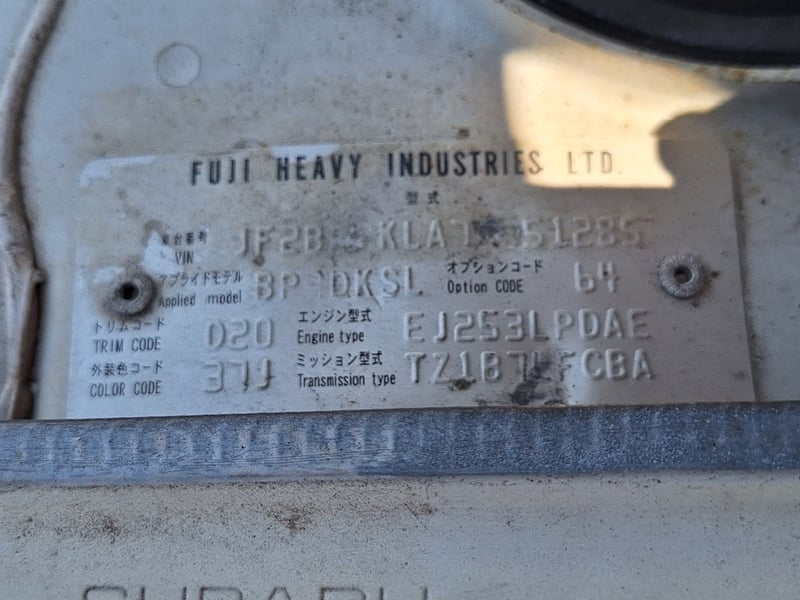 FUJI HEAVY INDUSTRIES LTD.
型式
車台番号
VIN
アプライドモデル
Applied model
オプションコード
Option CODE
64
トリムコード
TRIM CODE
020
エンジン型式
Engine type
EJ253LPDAE
外装色コード
COLOR CODE
37J
ミッション型式
Transmission type
SUBARU